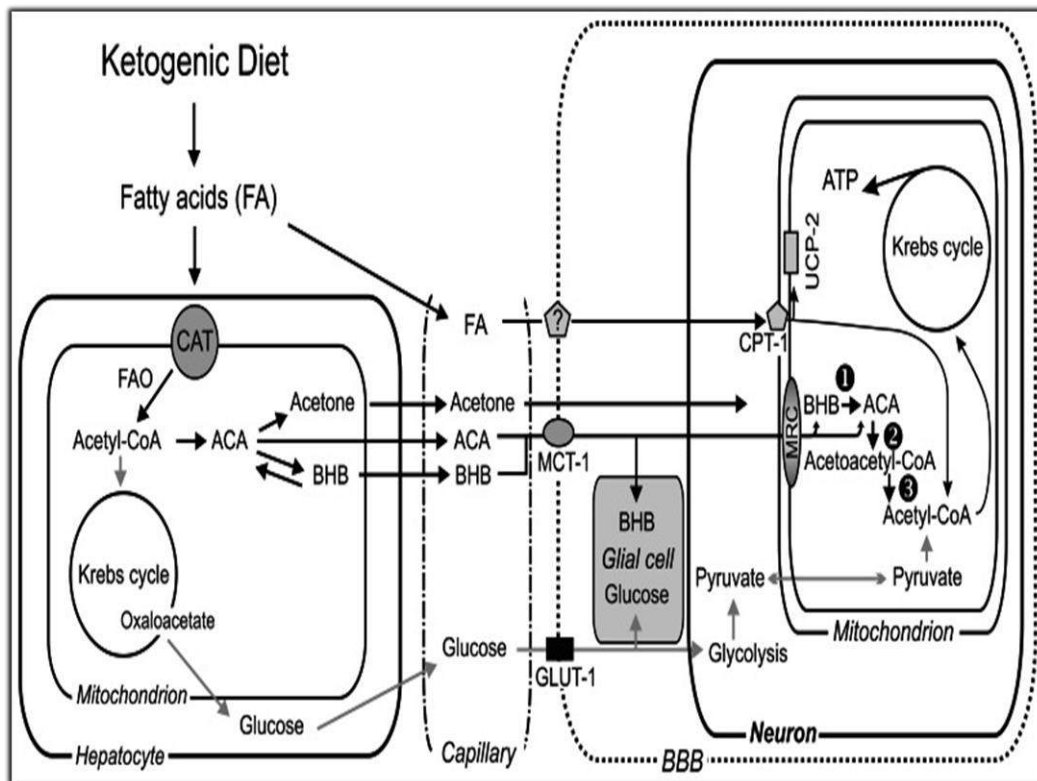 Ketogenic Diet
Fatty acids (FA)
CAT
FAO
Acetyl-CoA
ACA
Acetone
BHB
Krebs cycle
Oxaloacetate
Mitochondrion
Glucose
Hepatocyte
FA
Acetone
ACA
BHB
Glucose
Capillary
?
MCT-1
GLUT-1
BHB
Glial cell
Glucose
BBB
ATP
Krebs cycle
UCP-2
CPT-1
MRC
1
BHB
ACA
2
Acetoacetyl-CoA
3
Acetyl-CoA
Pyruvate
Pyruvate
Glycolysis
Mitochondrion
Neuron